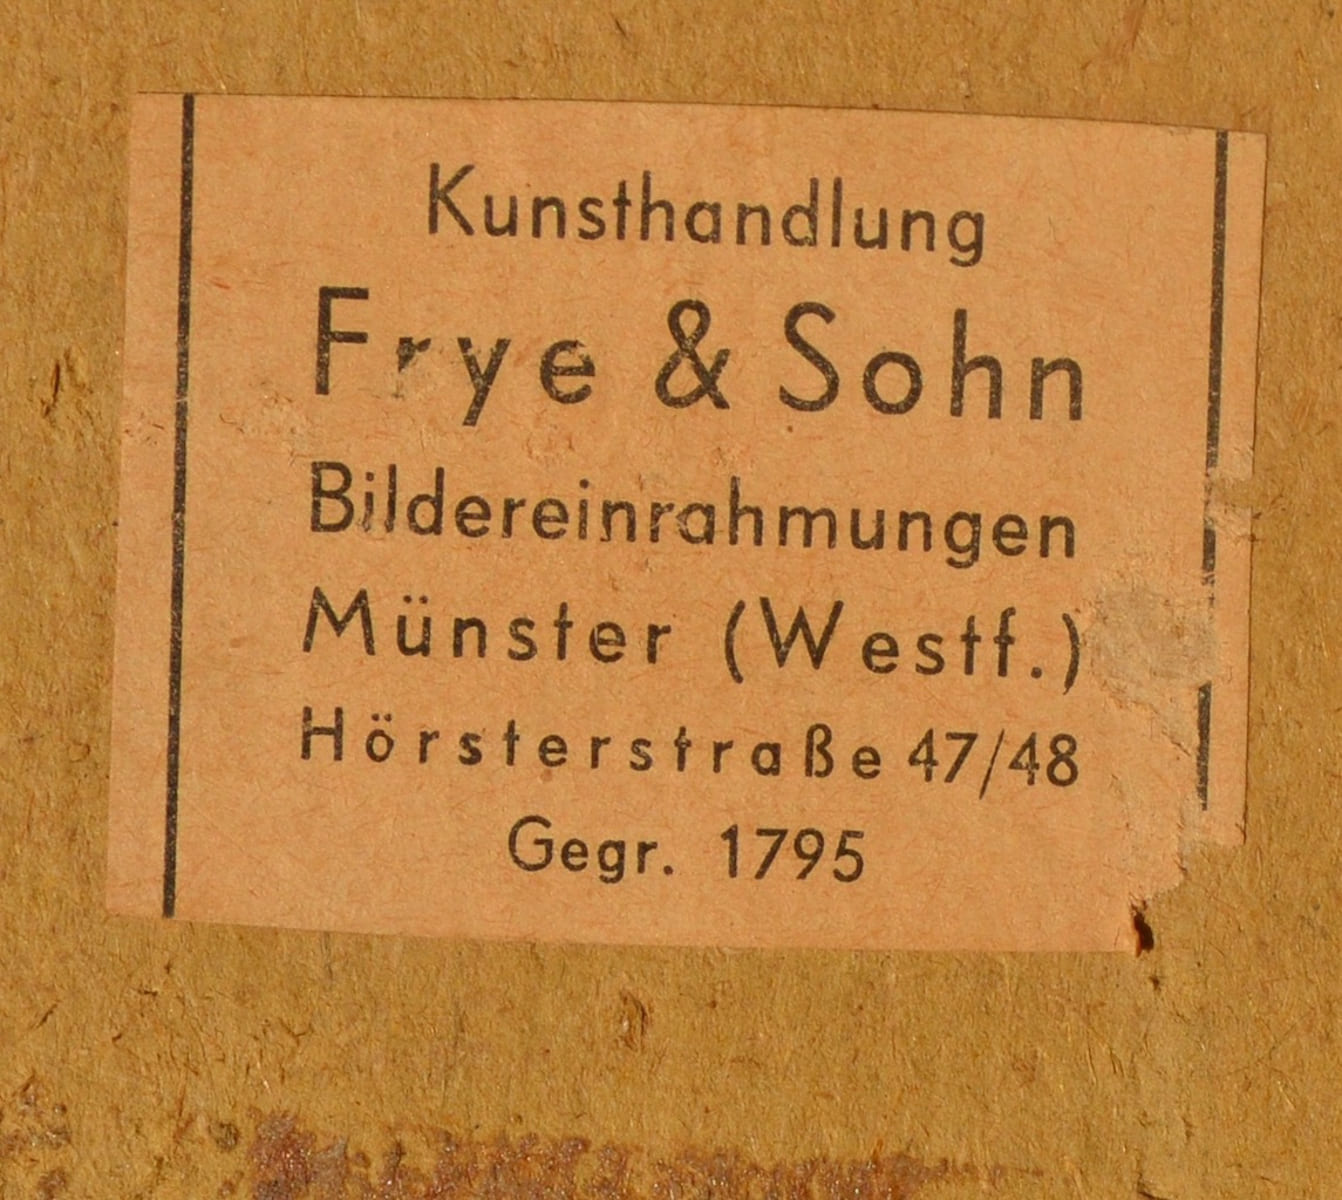 Kunsthandlung
Frye & Sohn
Bildereinrahmungen
Münster (Westf.)
Hörsterstraße 47/48
Gegr. 1795